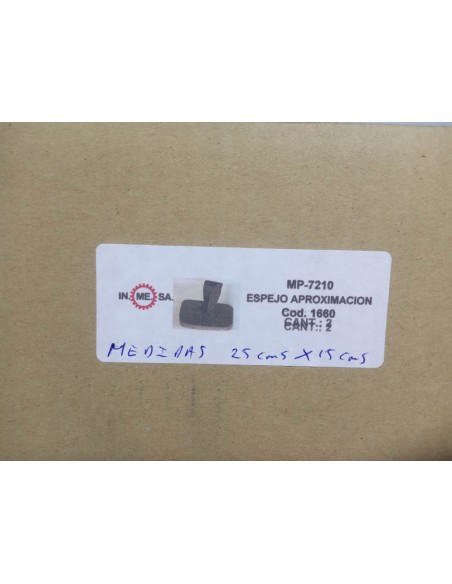 IN. ME. SA.
MP-7210
ESPEJO APROXIMACION
Cod. 1660
CANT.: 2
CANT.: 2
MEDIDAS 25 cms X 15 cms